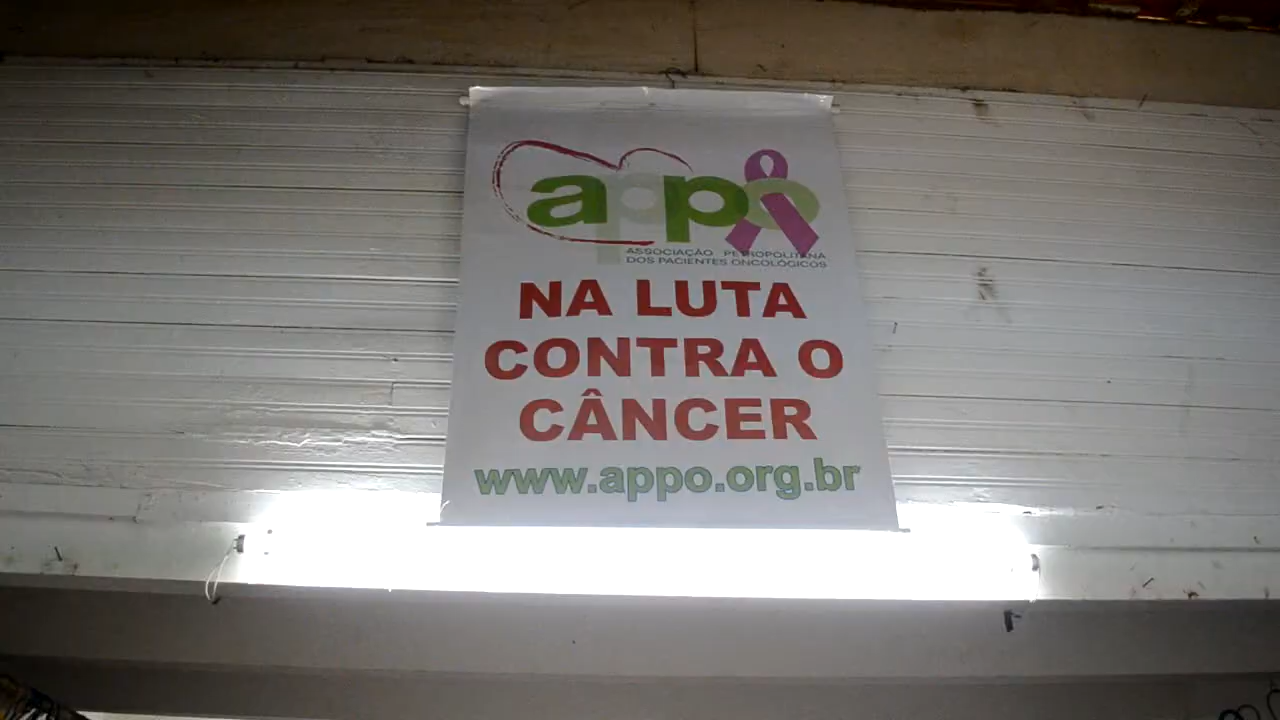 appo
ASSOCIAÇÃO PETROPOLITANA
DOS PACIENTES ONCOLÓGICOS
NA LUTA
CONTRA O
CÂNCER
www.appo.org.br